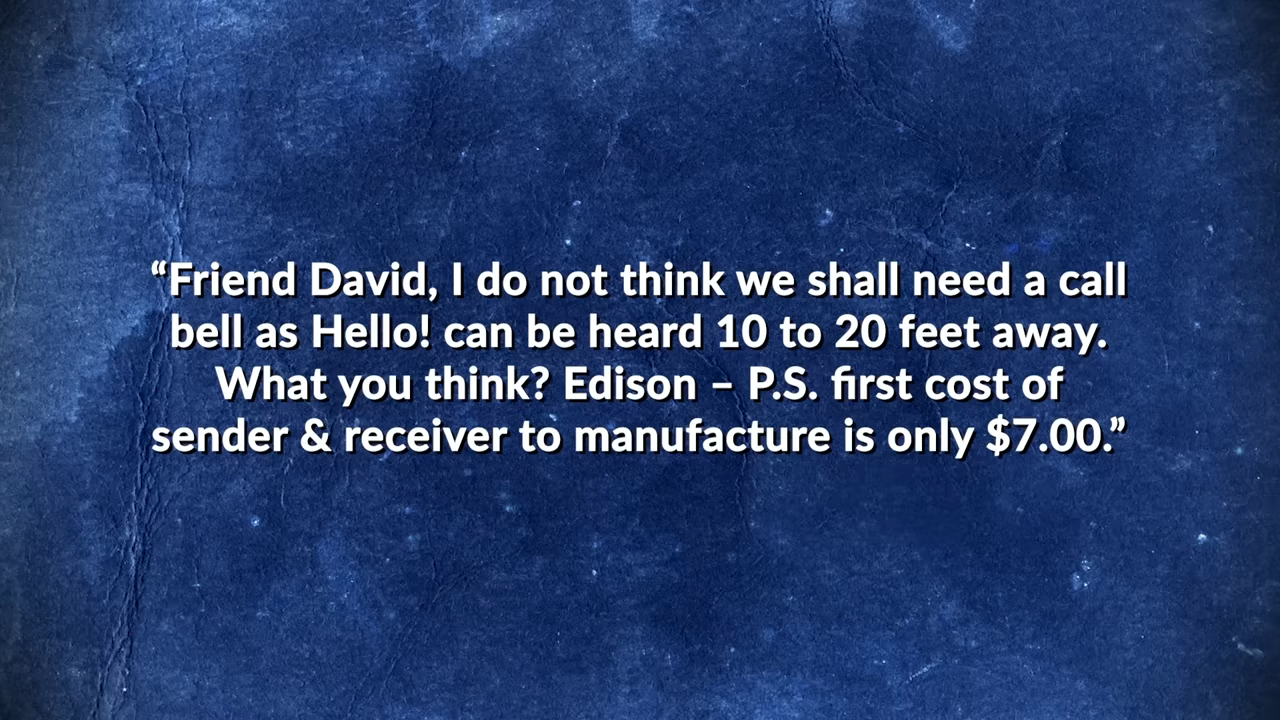 “Friend David, I do not think we shall need a call
bell as Hello! can be heard 10 to 20 feet away.
What you think? Edison – P.S. first cost of
sender & receiver to manufacture is only $7.00.”